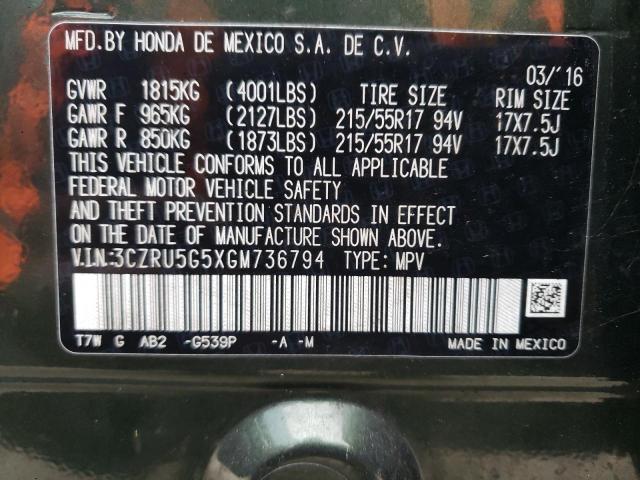 MFD.BY HONDA DE MEXICO S.A. DE C.V.
03/'16
GVWR 1815KG (4001LBS) TIRE SIZE RIM SIZE
GAWR F 965KG (2127LBS) 215/55R17 94V 17X7.5J
GAWR R 850KG (1873LBS) 215/55R17 94V 17X7.5J
THIS VEHICLE CONFORMS TO ALL APPLICABLE
FEDERAL MOTOR VEHICLE SAFETY
AND THEFT PREVENTION STANDARDS IN EFFECT
ON THE DATE OF MANUFACTURE SHOWN ABOVE.
V.I.N:3CZRU5G5XGM736794 TYPE: MPV
T7W G AB2 -G539P -A -M MADE IN MEXICO